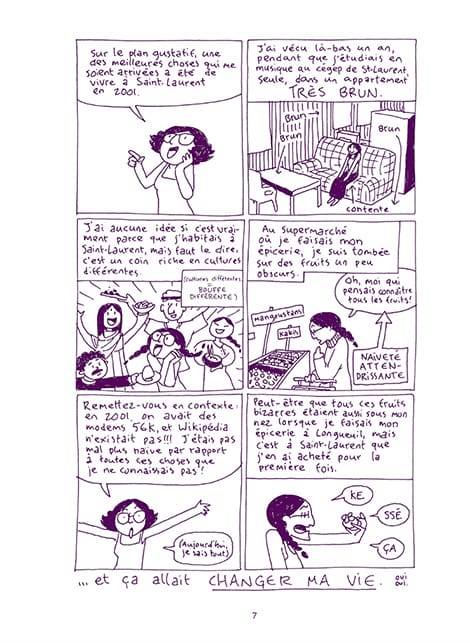 Sur le plan gustatif, une
des meilleures choses qui me
soient arrivées a été de
vivre à Saint-Laurent
en 2001.
J'ai vécu là-bas un an,
pendant que j'étudiais en
musique au cégep de St-Laurent,
seule, dans un appartement
TRÈS BRUN.
Brun
Brun
Brun
contente
J'ai aucune idée si c'est vrai-
ment parce que j'habitais à
Saint-Laurent, mais faut le dire,
c'est un coin riche en cultures
différentes.
(Cultures différentes
= BOUFFE
DIFFÉRENTE)
Au supermarché
où je faisais mon
épicerie, je suis tombée
sur des fruits un peu
obscurs.
Oh, moi qui
pensais connaître
tous les fruits!
Mangoustans
Kakis
NAÏVETÉ
ATTEN-
DRISSANTE
Remettez-vous en contexte:
en 2001, on avait des
modems 56K, et Wikipédia
n'existait pas!!! J'étais pas
mal plus naïve par rapport
à toutes ces choses que
je ne connaissais pas!
(Aujourd'hui,
je sais tout)
Peut-être que tous ces fruits
bizarres étaient aussi sous mon
nez lorsque je faisais mon
épicerie à Longueuil, mais
c'est à Saint-Laurent que
j'en ai acheté pour la
première fois.
KE
SSÉ
ÇA
... et ça allait CHANGER MA VIE. oui
oui.
7